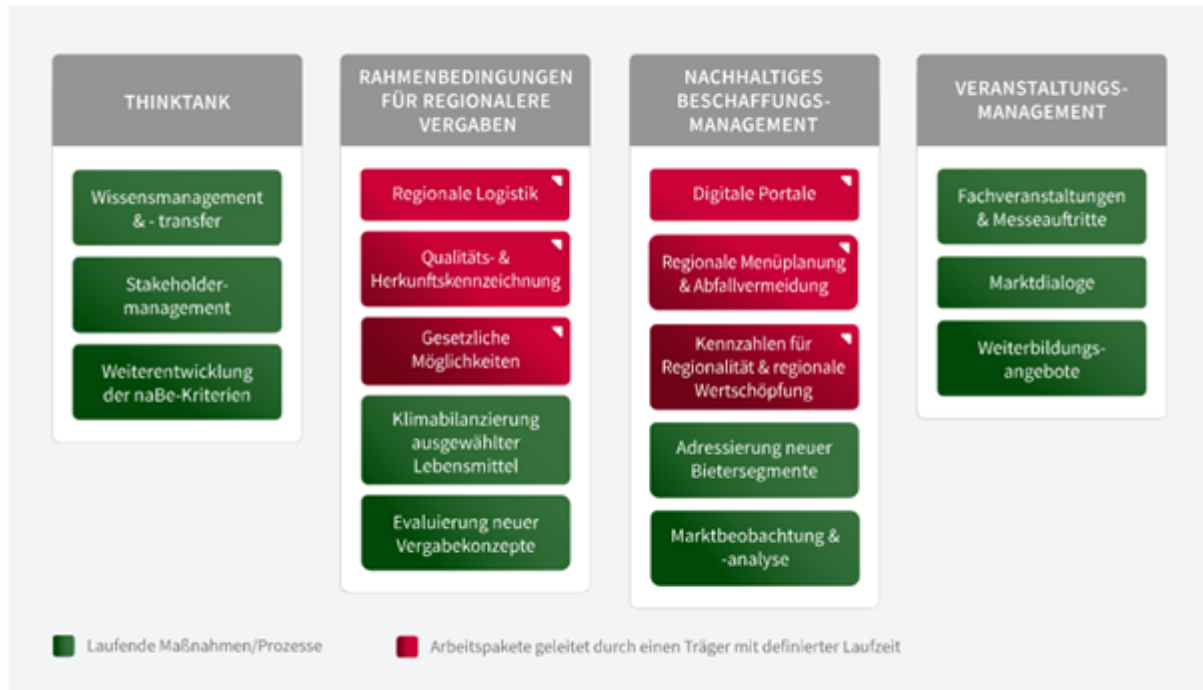 THINKTANK
Wissensmanagement
& - transfer
Stakeholder-
management
Weiterentwicklung
der naBe-Kriterien
RAHMENBEDINGUNGEN
FÜR REGIONALERE
VERGABEN
Regionale Logistik
Qualitäts- &
Herkunftskennzeichnung
Gesetzliche
Möglichkeiten
Klimabilanzierung
ausgewählter
Lebensmittel
Evaluierung neuer
Vergabekonzepte
NACHHALTIGES
BESCHAFFUNGS-
MANAGEMENT
Digitale Portale
Regionale Menüplanung
& Abfallvermeidung
Kennzahlen für
Regionalität & regionale
Wertschöpfung
Adressierung neuer
Bietersegmente
Marktbeobachtung &
-analyse
VERANSTALTUNGS-
MANAGEMENT
Fachveranstaltungen
& Messeauftritte
Marktdialoge
Weiterbildungs-
angebote
Laufende Maßnahmen/Prozesse
Arbeitspakete geleitet durch einen Träger mit definierter Laufzeit